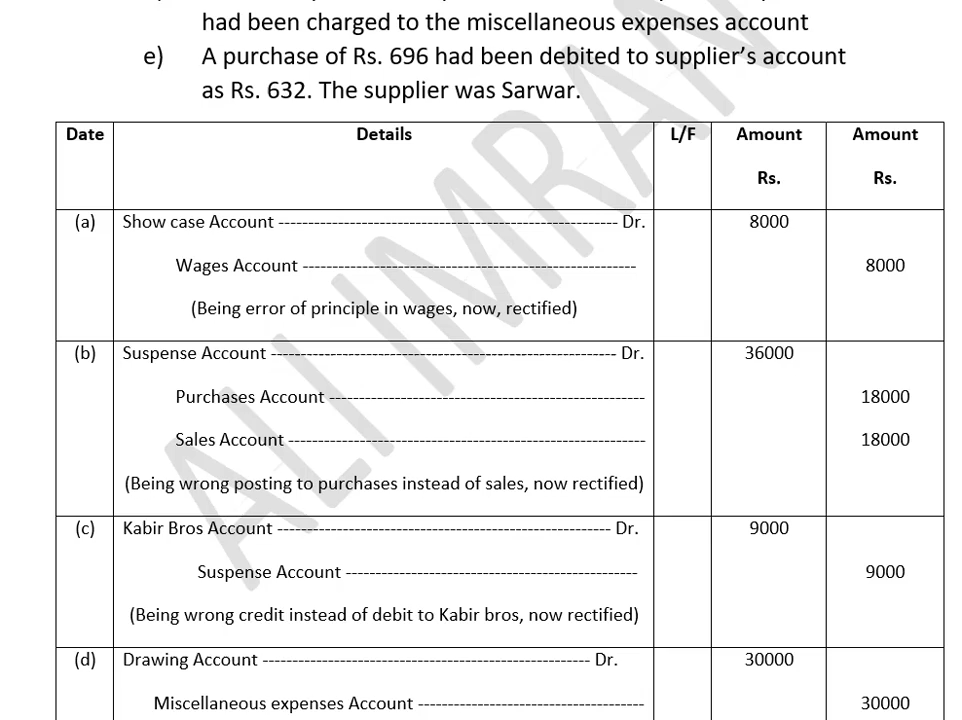 had been charged to the miscellaneous expenses account
e) A purchase of Rs. 696 had been debited to supplier’s account
as Rs. 632. The supplier was Sarwar.
Date Details L/F Amount Rs. Amount Rs.
(a) Show case Account ---------------------------------------------------------- Dr. 8000
Wages Account --------------------------------------------------------- 8000
(Being error of principle in wages, now, rectified)
(b) Suspense Account ----------------------------------------------------------- Dr. 36000
Purchases Account ------------------------------------------------------ 18000
Sales Account ------------------------------------------------------------- 18000
(Being wrong posting to purchases instead of sales, now rectified)
(c) Kabir Bros Account --------------------------------------------------------- Dr. 9000
Suspense Account -------------------------------------------------- 9000
(Being wrong credit instead of debit to Kabir bros, now rectified)
(d) Drawing Account -------------------------------------------------------- Dr. 30000
Miscellaneous expenses Account --------------------------------------- 30000
ALI IMRAN